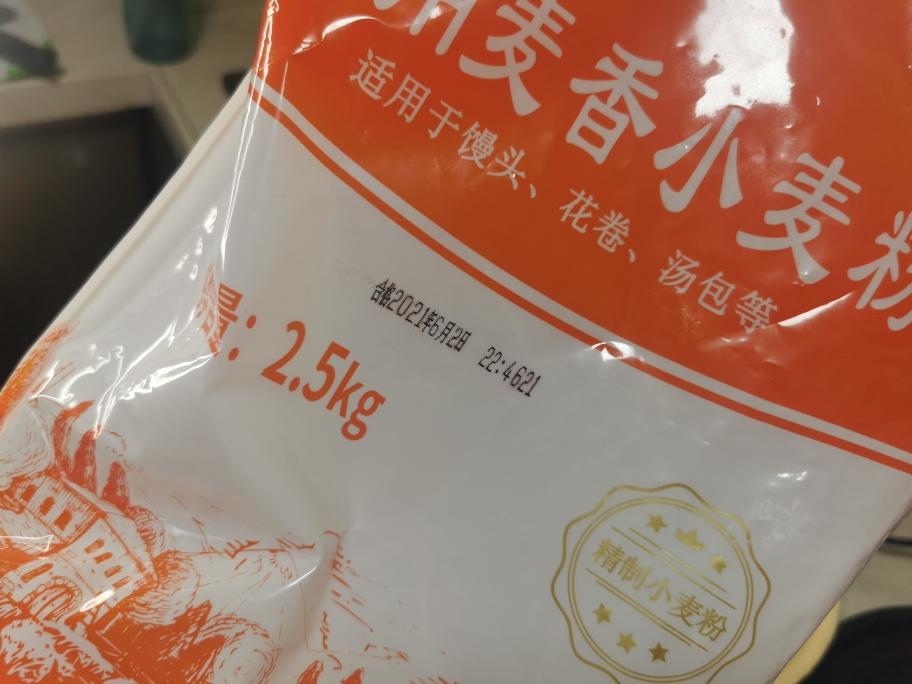 麦香小麦粉
适用于馒头、花卷、汤包等
合格2021年6月2日 22:4621
量：2.5kg
精制小麦粉